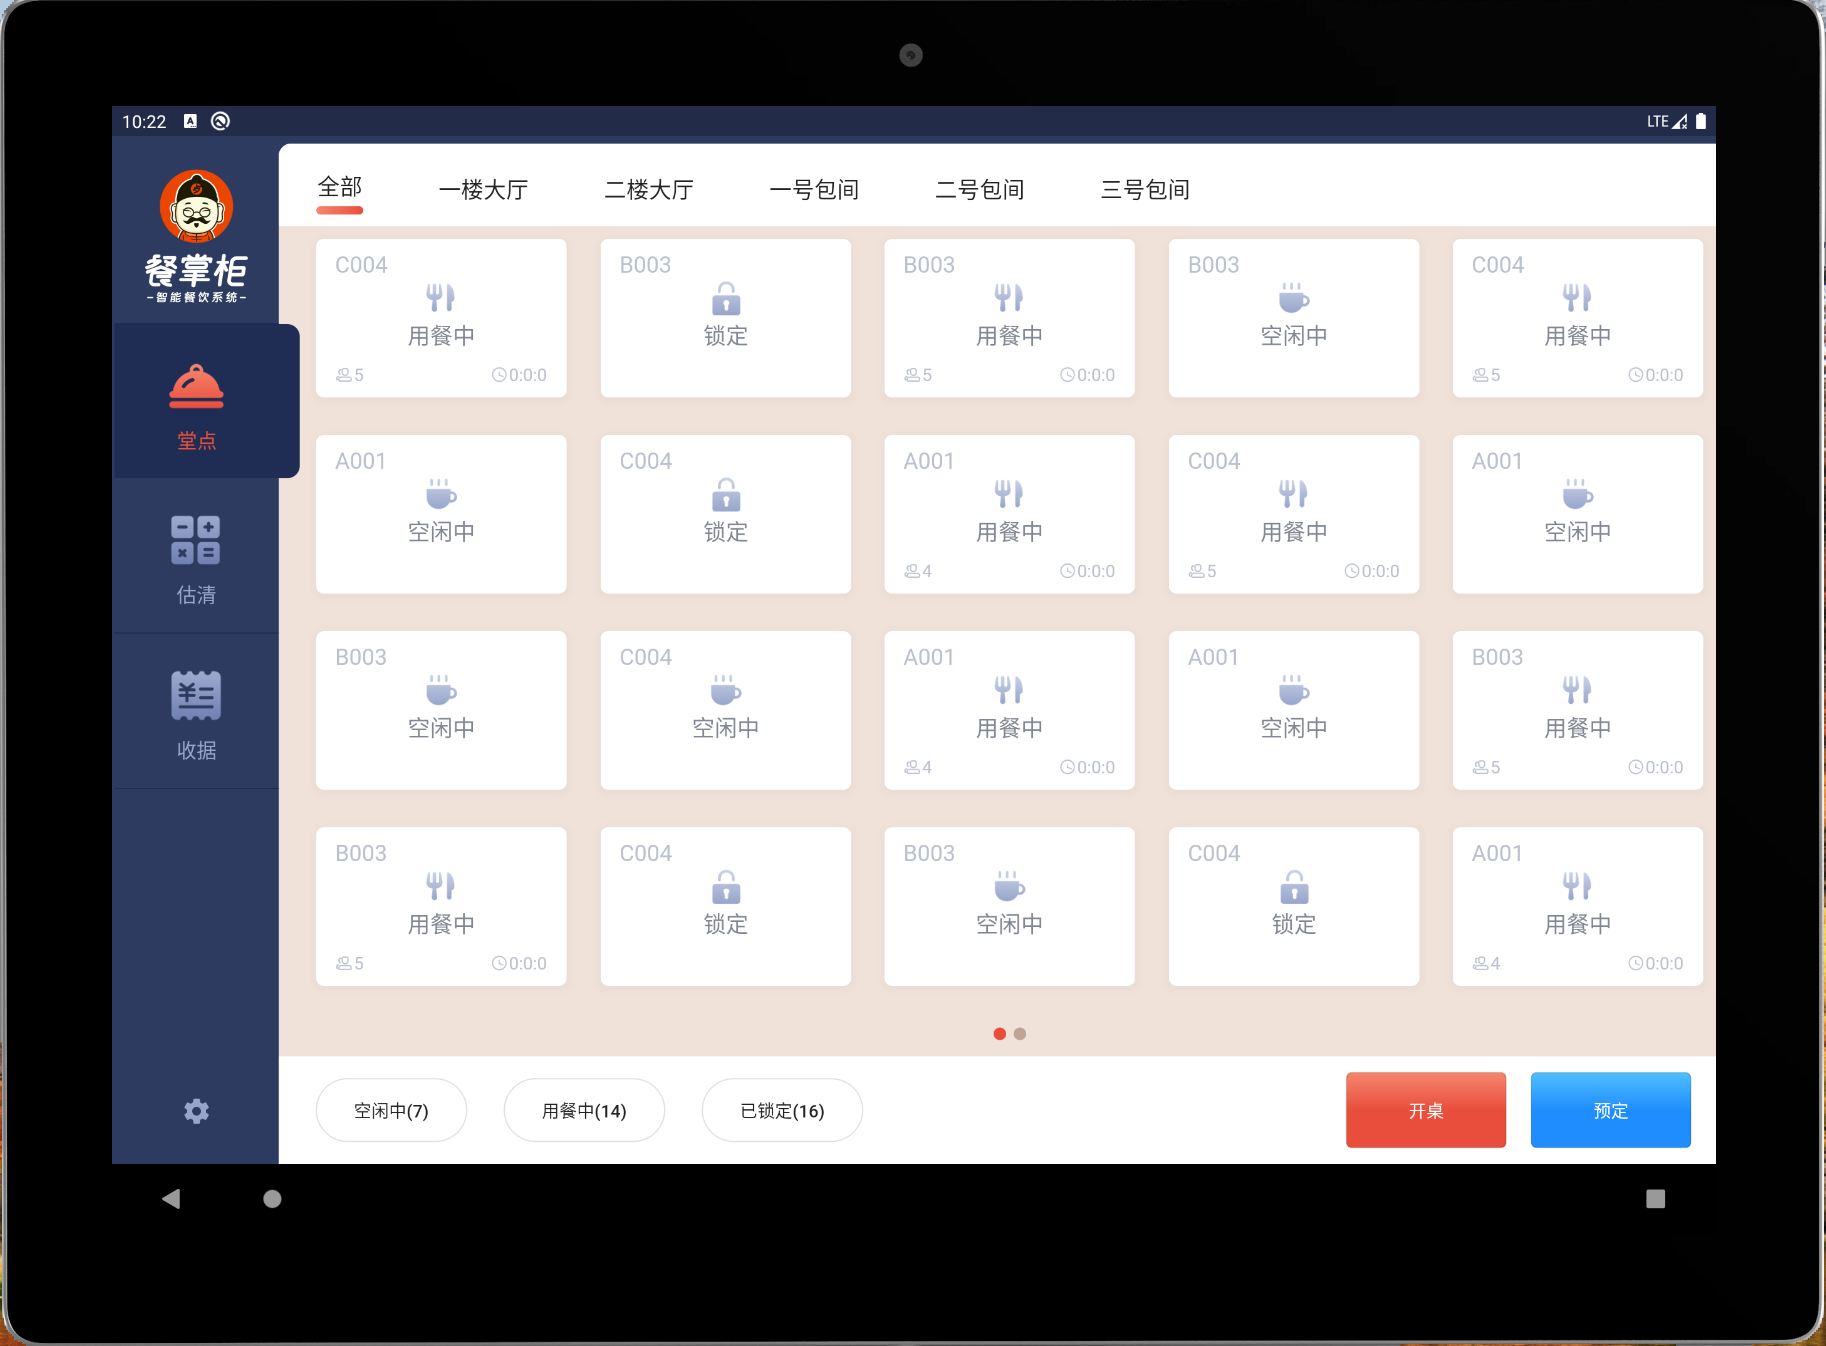 10:22
LTE
餐掌柜
-智能餐饮系统-
堂点
估清
收据
全部 一楼大厅 二楼大厅 一号包间 二号包间 三号包间
C004
用餐中
5 0:0:0
B003
锁定
B003
用餐中
5 0:0:0
B003
空闲中
C004
用餐中
5 0:0:0
A001
空闲中
C004
锁定
A001
用餐中
4 0:0:0
C004
用餐中
5 0:0:0
A001
空闲中
B003
空闲中
C004
空闲中
A001
用餐中
4 0:0:0
A001
空闲中
B003
用餐中
5 0:0:0
B003
用餐中
5 0:0:0
C004
锁定
B003
空闲中
C004
锁定
A001
用餐中
4 0:0:0
空闲中(7) 用餐中(14) 已锁定(16) 开桌 预定